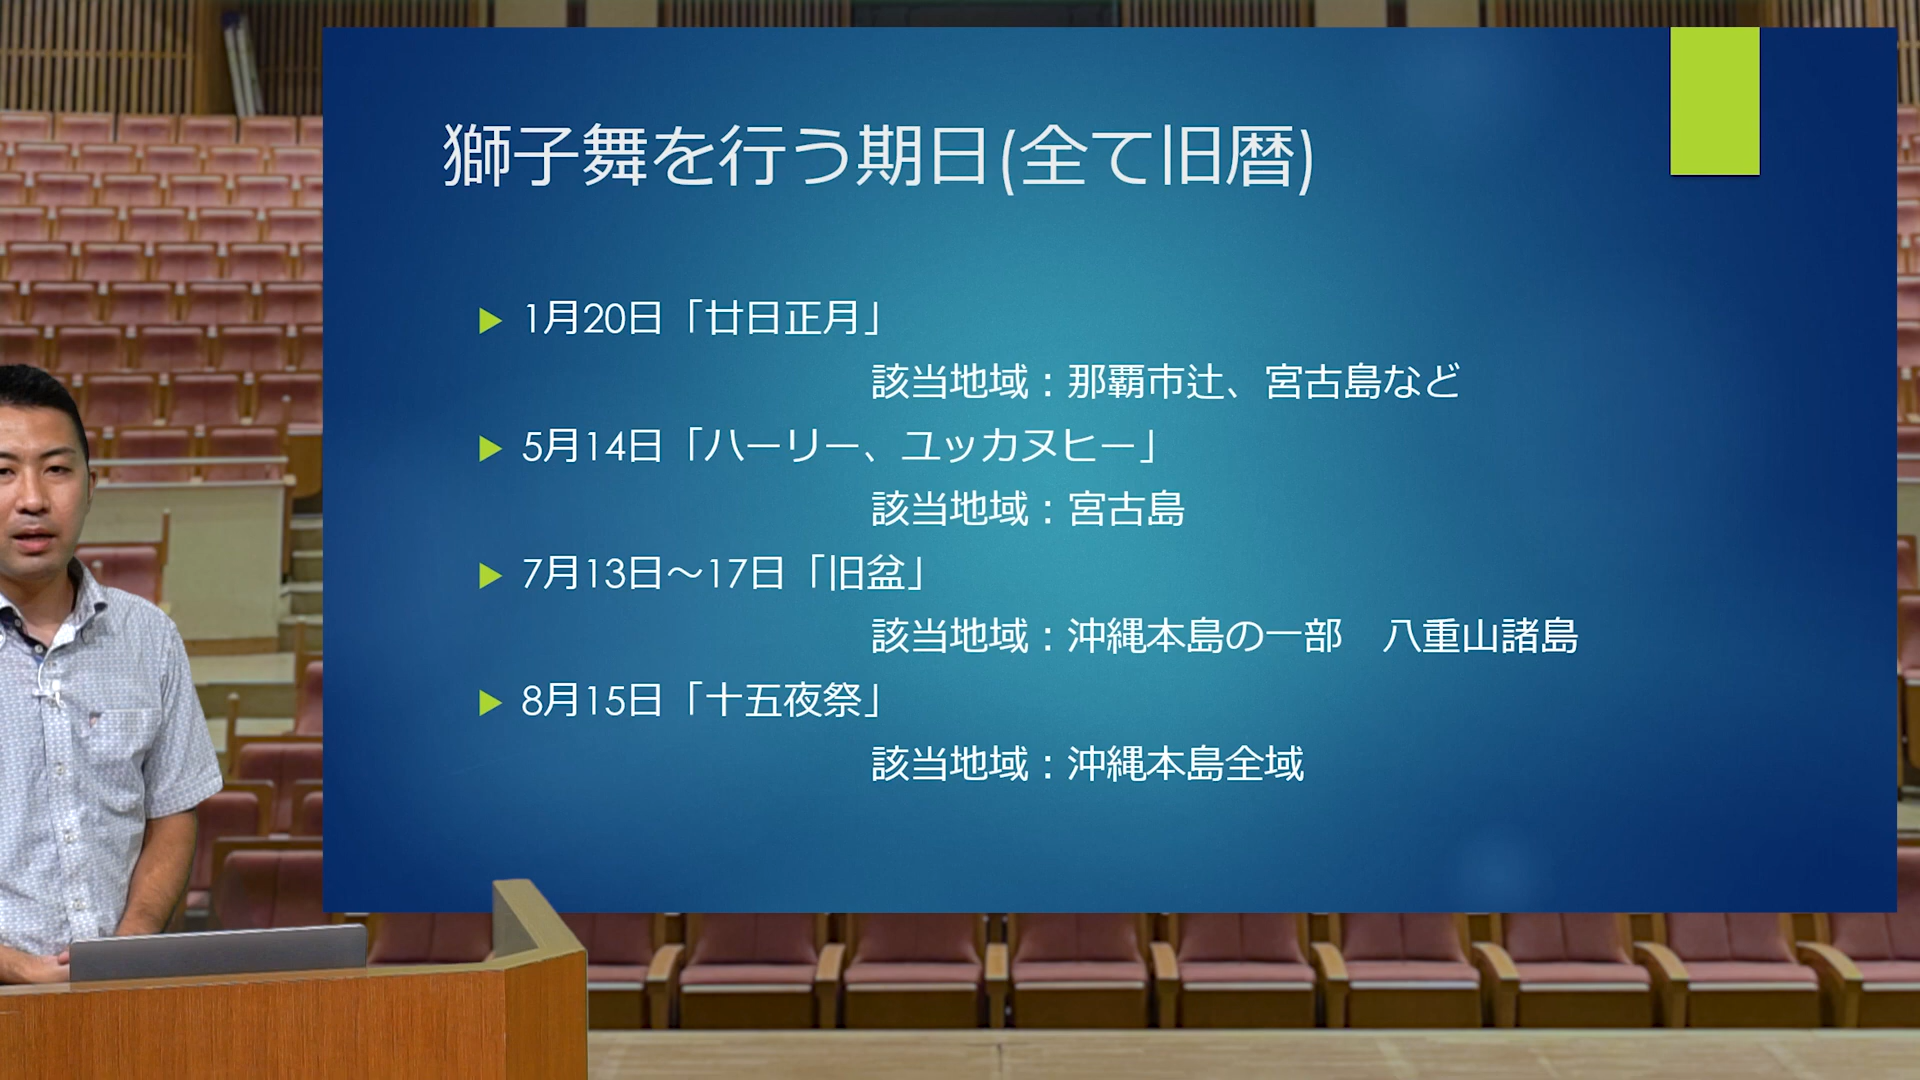 獅子舞を行う期日(全て旧暦)
1月20日「廿日正月」
該当地域：那覇市辻、宮古島など
5月14日「ハーリー、ユッカヌヒー」
該当地域：宮古島
7月13日～17日「旧盆」
該当地域：沖縄本島の一部　八重山諸島
8月15日「十五夜祭」
該当地域：沖縄本島全域